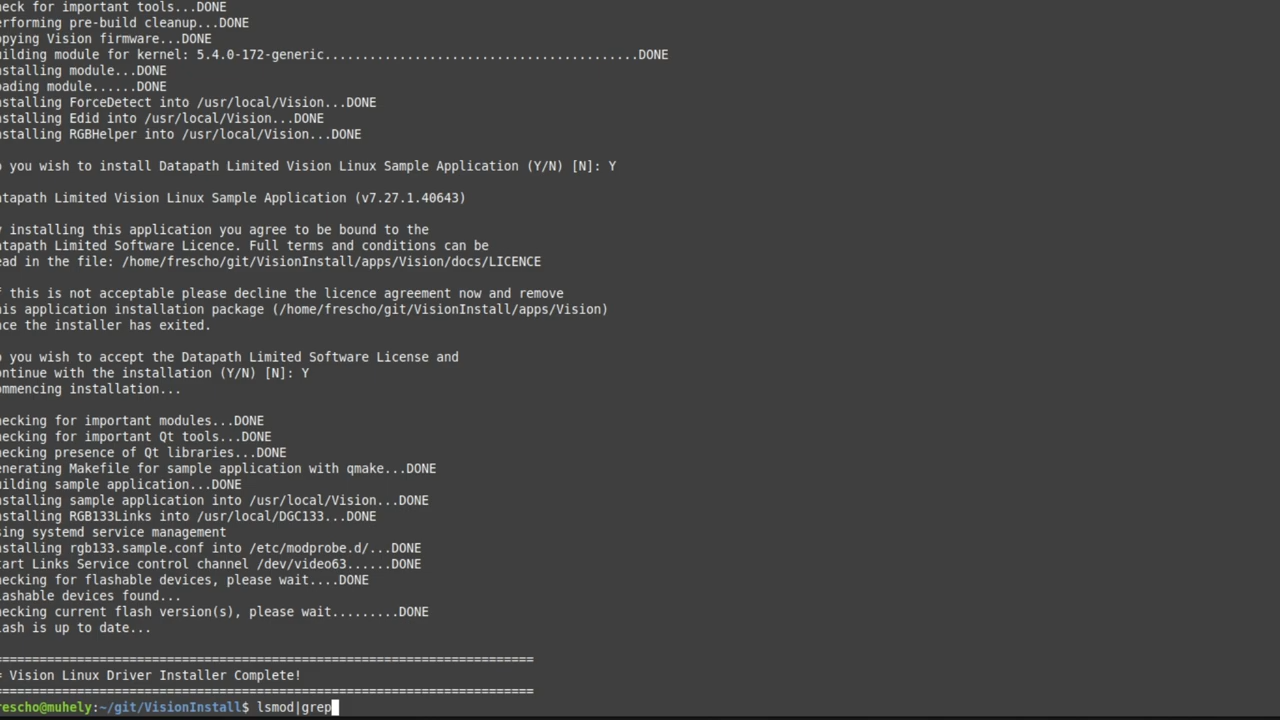 heck for important tools...DONE
erforming pre-build cleanup...DONE
opying Vision firmware...DONE
uilding module for kernel: 5.4.0-172-generic..........................................DONE
nstalling module...DONE
oading module......DONE
nstalling ForceDetect into /usr/local/Vision...DONE
nstalling Edid into /usr/local/Vision...DONE
nstalling RGBHelper into /usr/local/Vision...DONE
o you wish to install Datapath Limited Vision Linux Sample Application (Y/N) [N]: Y
atapath Limited Vision Linux Sample Application (v7.27.1.40643)
y installing this application you agree to be bound to the
atapath Limited Software Licence. Full terms and conditions can be
ead in the file: /home/frescho/git/VisionInstall/apps/Vision/docs/LICENCE
f this is not acceptable please decline the licence agreement now and remove
his application installation package (/home/frescho/git/VisionInstall/apps/Vision)
nce the installer has exited.
o you wish to accept the Datapath Limited Software License and
ontinue with the installation (Y/N) [N]: Y
ommencing installation...
hecking for important modules...DONE
hecking for important Qt tools...DONE
hecking presence of Qt libraries...DONE
enerating Makefile for sample application with qmake...DONE
uilding sample application...DONE
nstalling sample application into /usr/local/Vision...DONE
nstalling RGB133Links into /usr/local/DGC133...DONE
sing systemd service management
nstalling rgb133.sample.conf into /etc/modprobe.d/...DONE
tart Links Service control channel /dev/video63......DONE
hecking for flashable devices, please wait....DONE
lashable devices found...
hecking current flash version(s), please wait.........DONE
lash is up to date...
=======================================================================
= Vision Linux Driver Installer Complete!
=======================================================================
rescho@muhely:~/git/VisionInstall$ lsmod|grep